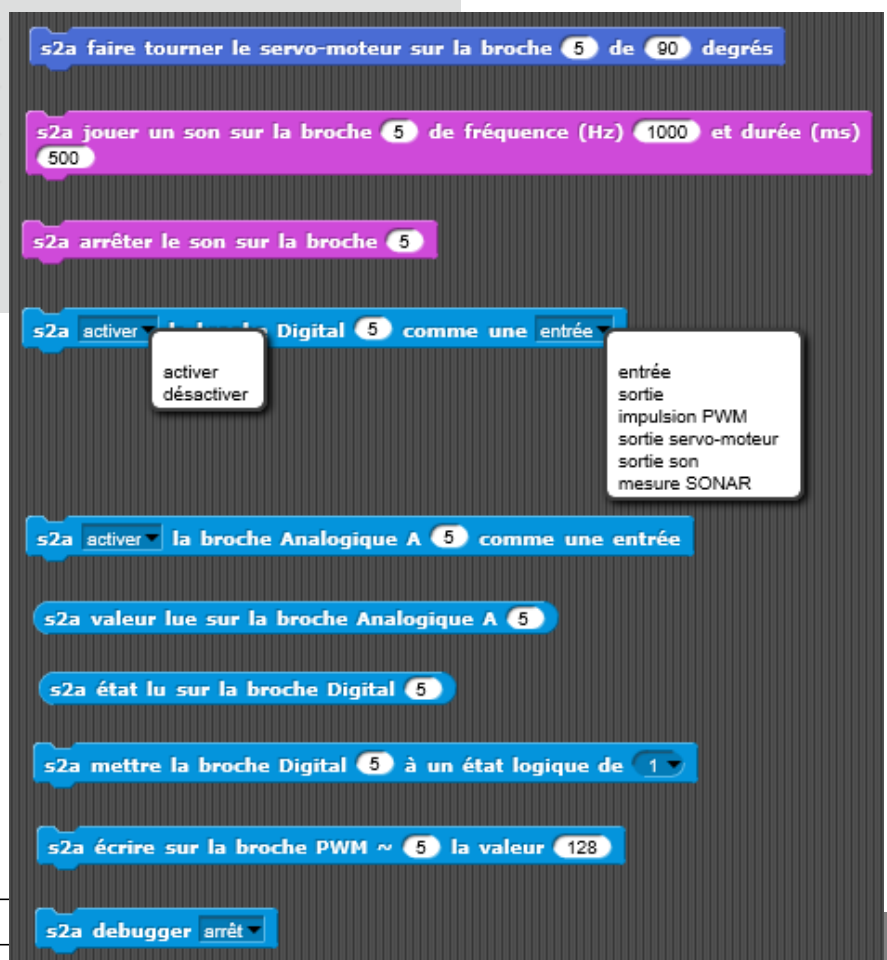 s2a faire tourner le servo-moteur sur la broche 5 de 90 degrés
s2a jouer un son sur la broche 5 de fréquence (Hz) 1000 et durée (ms)
500
s2a arrêter le son sur la broche 5
s2a activer Digital 5 comme une entrée
activer
désactiver
entrée
sortie
impulsion PWM
sortie servo-moteur
sortie son
mesure SONAR
s2a activer la broche Analogique A 5 comme une entrée
s2a valeur lue sur la broche Analogique A 5
s2a état lu sur la broche Digital 5
s2a mettre la broche Digital 5 à un état logique de 1
s2a écrire sur la broche PWM ~ 5 la valeur 128
s2a debugger arrêt